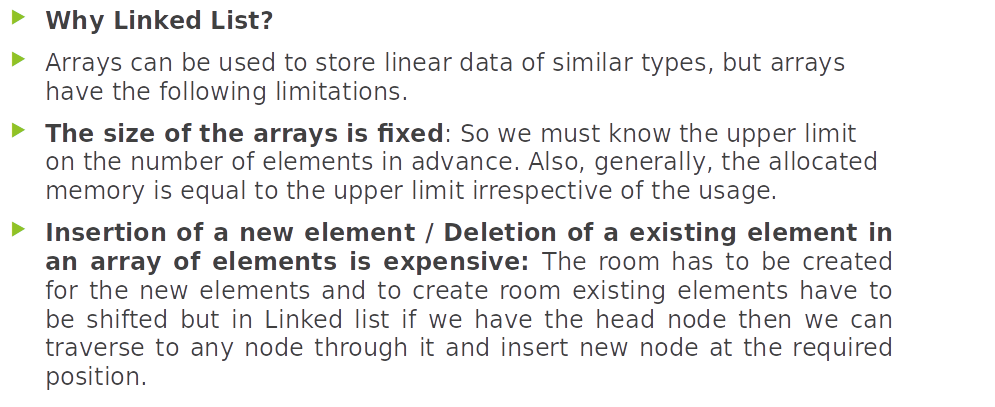 Why Linked List?
Arrays can be used to store linear data of similar types, but arrays
have the following limitations.
The size of the arrays is fixed: So we must know the upper limit
on the number of elements in advance. Also, generally, the allocated
memory is equal to the upper limit irrespective of the usage.
Insertion of a new element / Deletion of a existing element in
an array of elements is expensive: The room has to be created
for the new elements and to create room existing elements have to
be shifted but in Linked list if we have the head node then we can
traverse to any node through it and insert new node at the required
position.